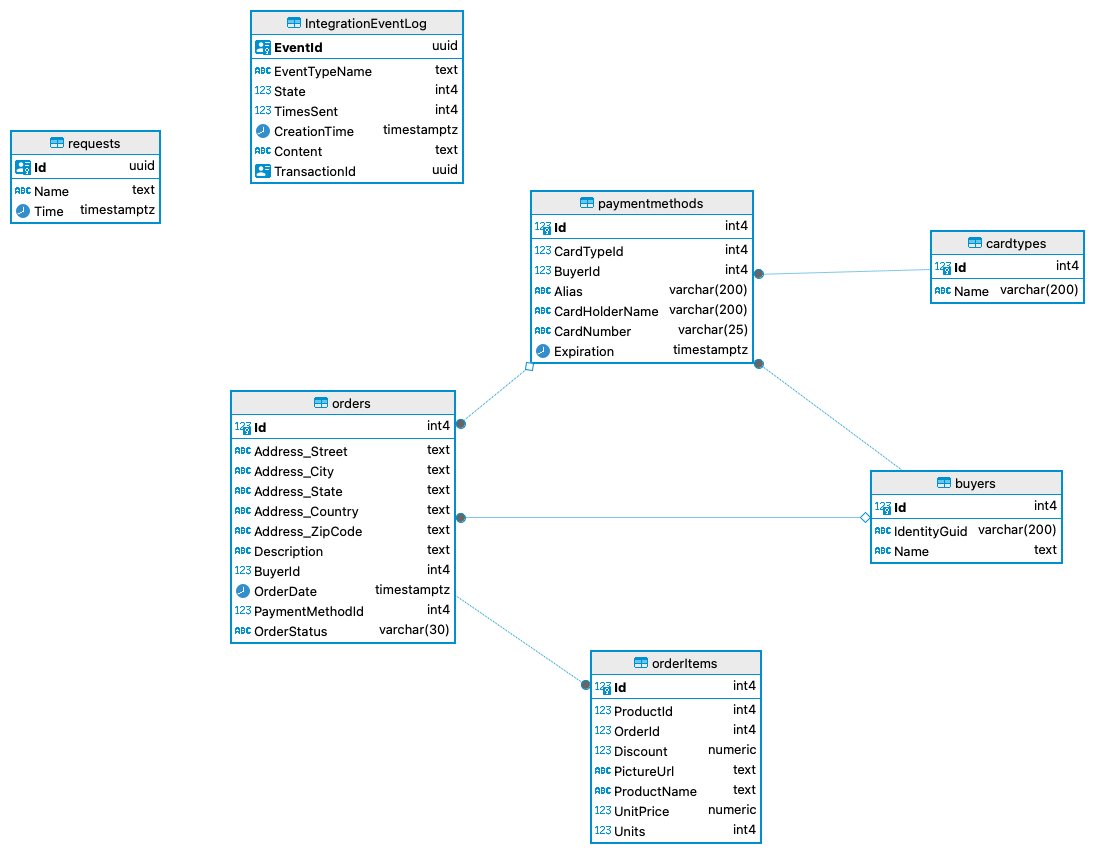 IntegrationEventLog
EventId uuid
EventTypeName text
State int4
TimesSent int4
CreationTime timestamptz
Content text
TransactionId uuid
requests
Id uuid
Name text
Time timestamptz
paymentmethods
Id int4
CardTypeId int4
BuyerId int4
Alias varchar(200)
CardHolderName varchar(200)
CardNumber varchar(25)
Expiration timestamptz
cardtypes
Id int4
Name varchar(200)
orders
Id int4
Address_Street text
Address_City text
Address_State text
Address_Country text
Address_ZipCode text
Description text
BuyerId int4
OrderDate timestamptz
PaymentMethodId int4
OrderStatus varchar(30)
buyers
Id int4
IdentityGuid varchar(200)
Name text
orderItems
Id int4
ProductId int4
OrderId int4
Discount numeric
PictureUrl text
ProductName text
UnitPrice numeric
Units int4